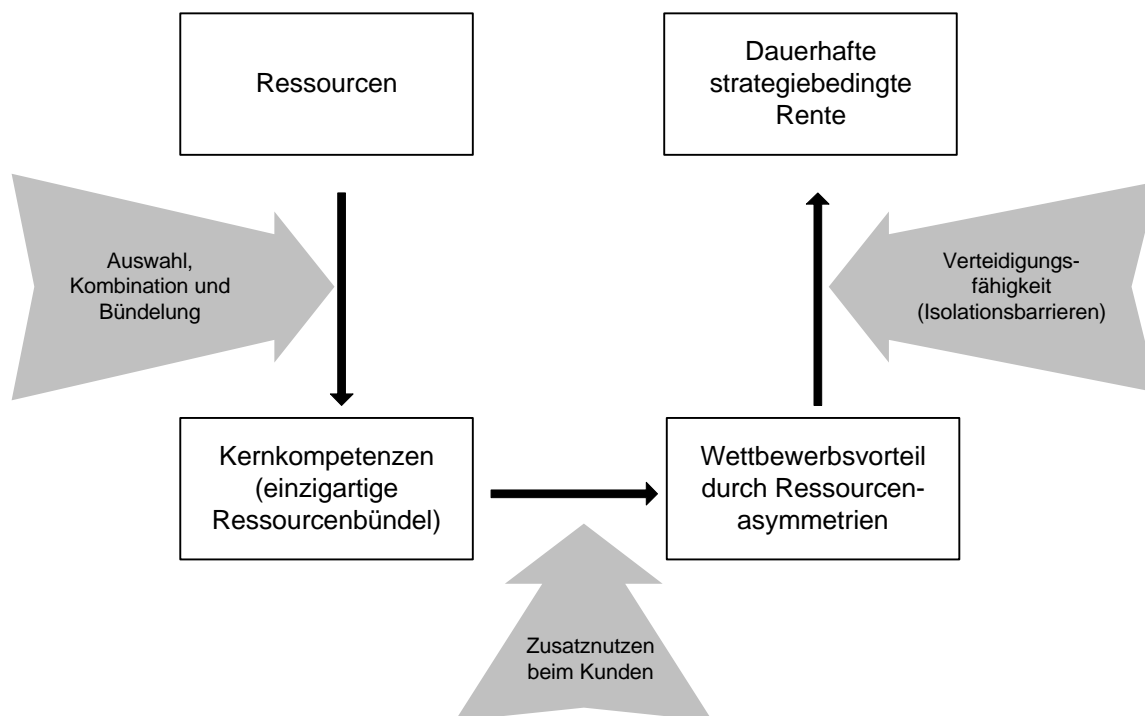 Ressourcen
Dauerhafte
strategiebedingte
Rente
Auswahl,
Kombination und
Bündelung
Verteidigungs-
fähigkeit
(Isolationsbarrieren)
Kernkompetenzen
(einzigartige
Ressourcenbündel)
Wettbewerbsvorteil
durch Ressourcen-
asymmetrien
Zusatznutzen
beim Kunden